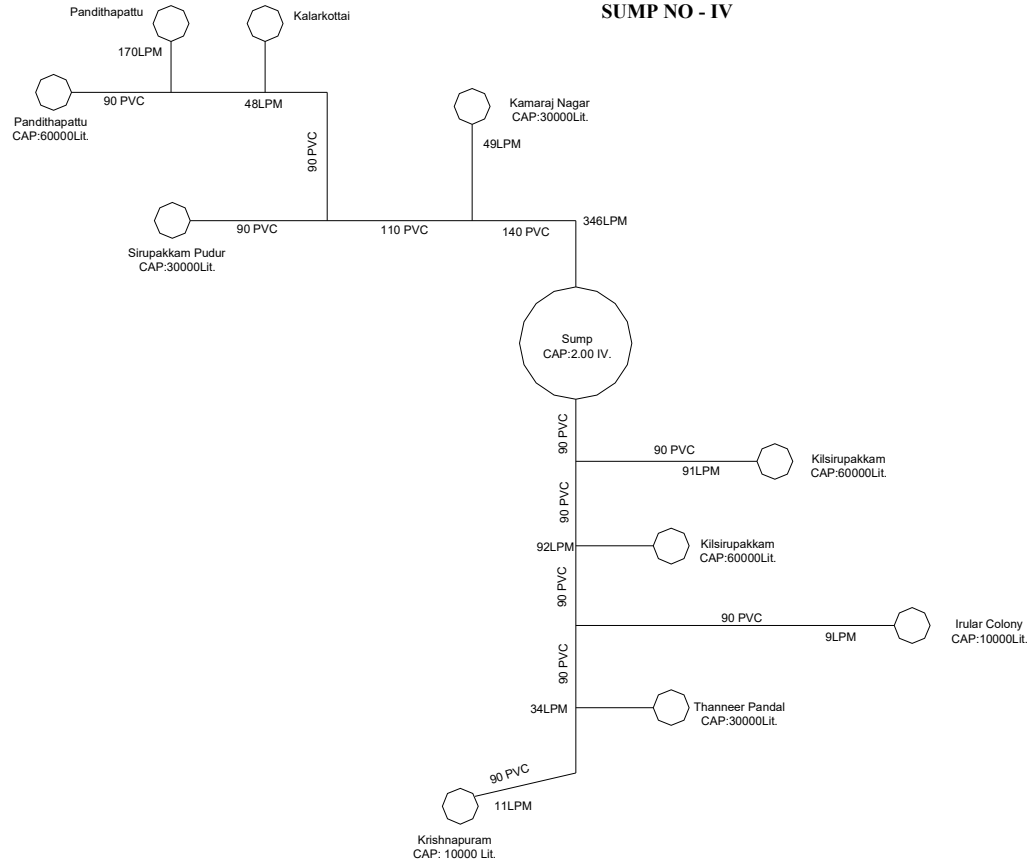 SUMP NO - IV
Pandithapattu
Kalarkottai
170LPM
90 PVC
48LPM
Pandithapattu
CAP:60000Lit.
Kamaraj Nagar
CAP:30000Lit.
49LPM
90 PVC
346LPM
90 PVC
110 PVC
140 PVC
Sirupakkam Pudur
CAP:30000Lit.
Sump
CAP:2.00 IV.
90 PVC
90 PVC
91LPM
Kilsirupakkam
CAP:60000Lit.
90 PVC
92LPM
Kilsirupakkam
CAP:60000Lit.
90 PVC
90 PVC
9LPM
Irular Colony
CAP:10000Lit.
90 PVC
34LPM
Thanneer Pandal
CAP:30000Lit.
90 PVC
11LPM
Krishnapuram
CAP: 10000 Lit.